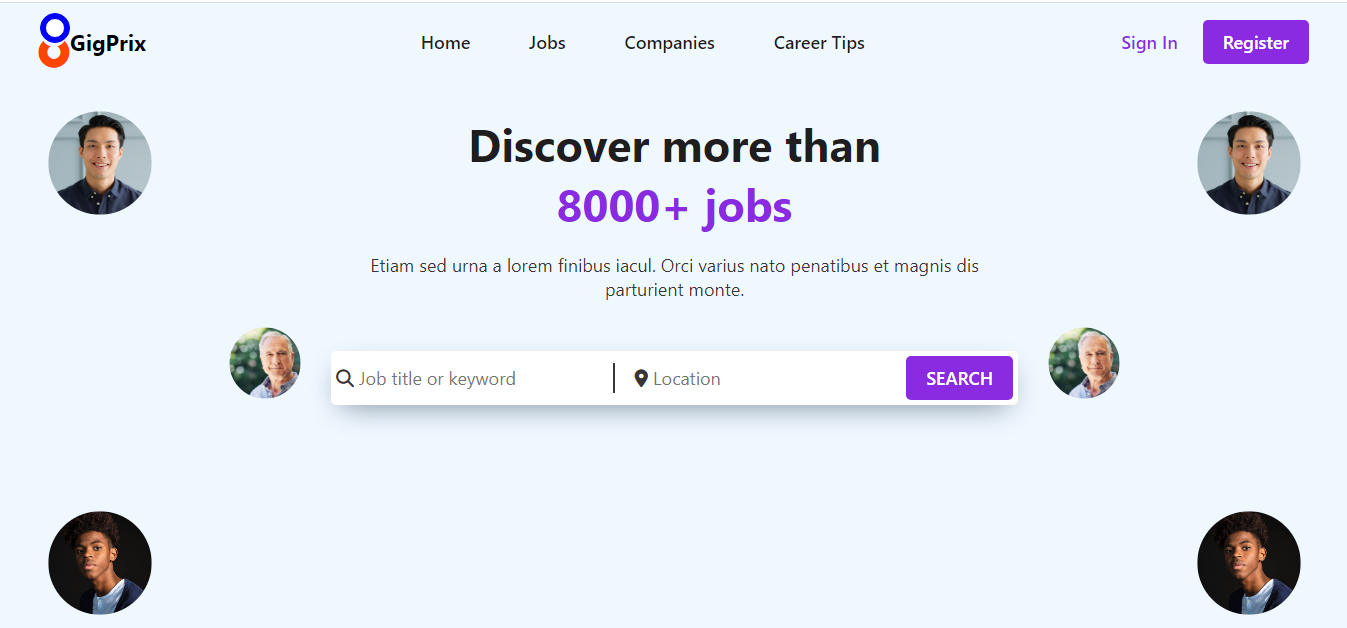 GigPrix
Home
Jobs
Companies
Career Tips
Sign In
Register
Discover more than
8000+ jobs
Etiam sed urna a lorem finibus iacul. Orci varius nato penatibus et magnis dis
parturient monte.
Job title or keyword
Location
SEARCH